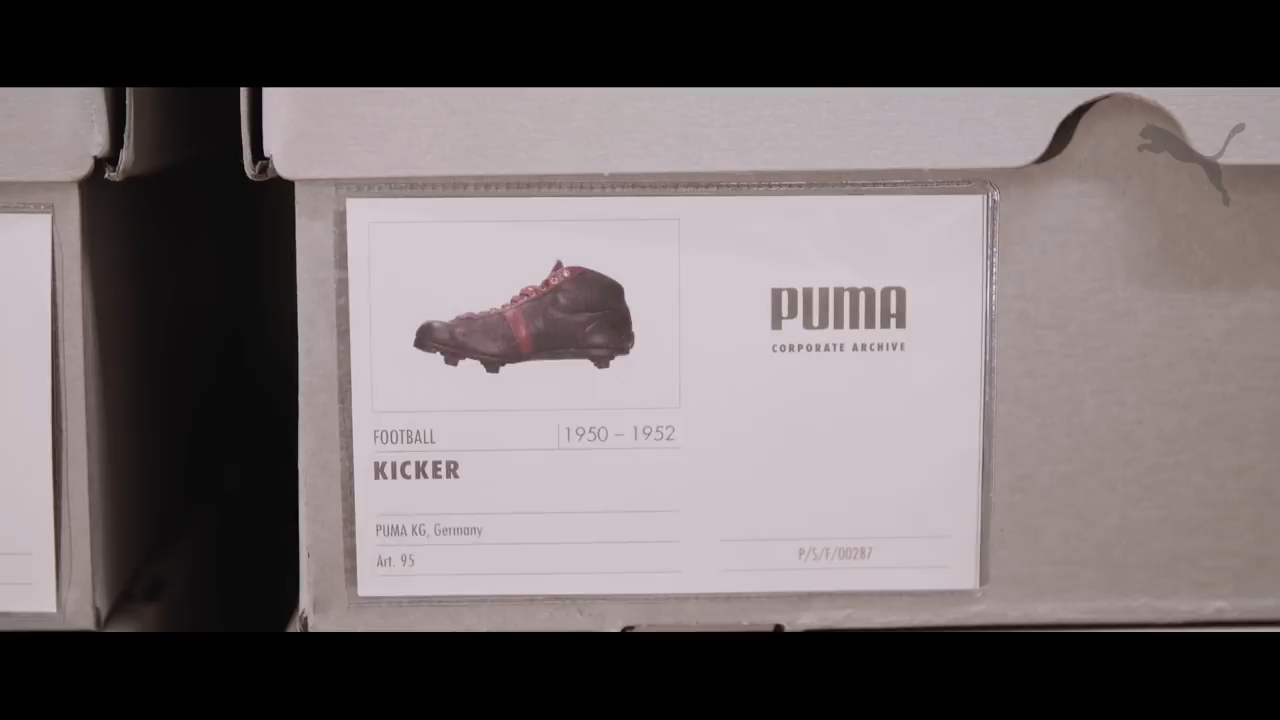 PUMA
CORPORATE ARCHIVE
FOOTBALL 1950 – 1952
KICKER
PUMA KG, Germany
Art. 95
P/S/F/00287